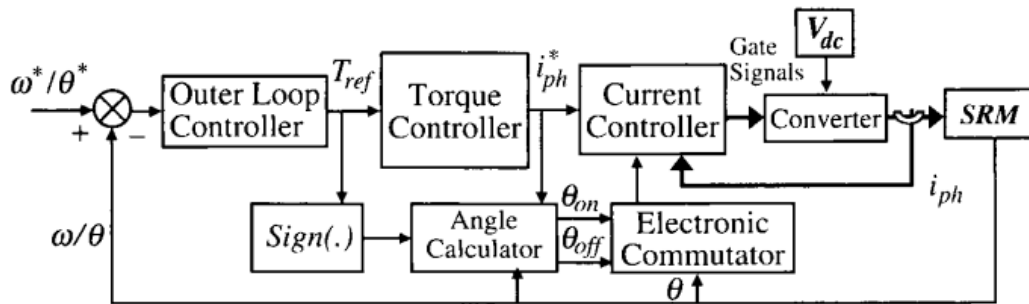 ω*/θ*
+
−
Outer Loop
Controller
T_ref
Torque
Controller
i*_ph
Current
Controller
Gate
Signals
V_dc
Converter
SRM
i_ph
ω/θ
Sign(.)
Angle
Calculator
θ_on
θ_off
Electronic
Commutator
θ